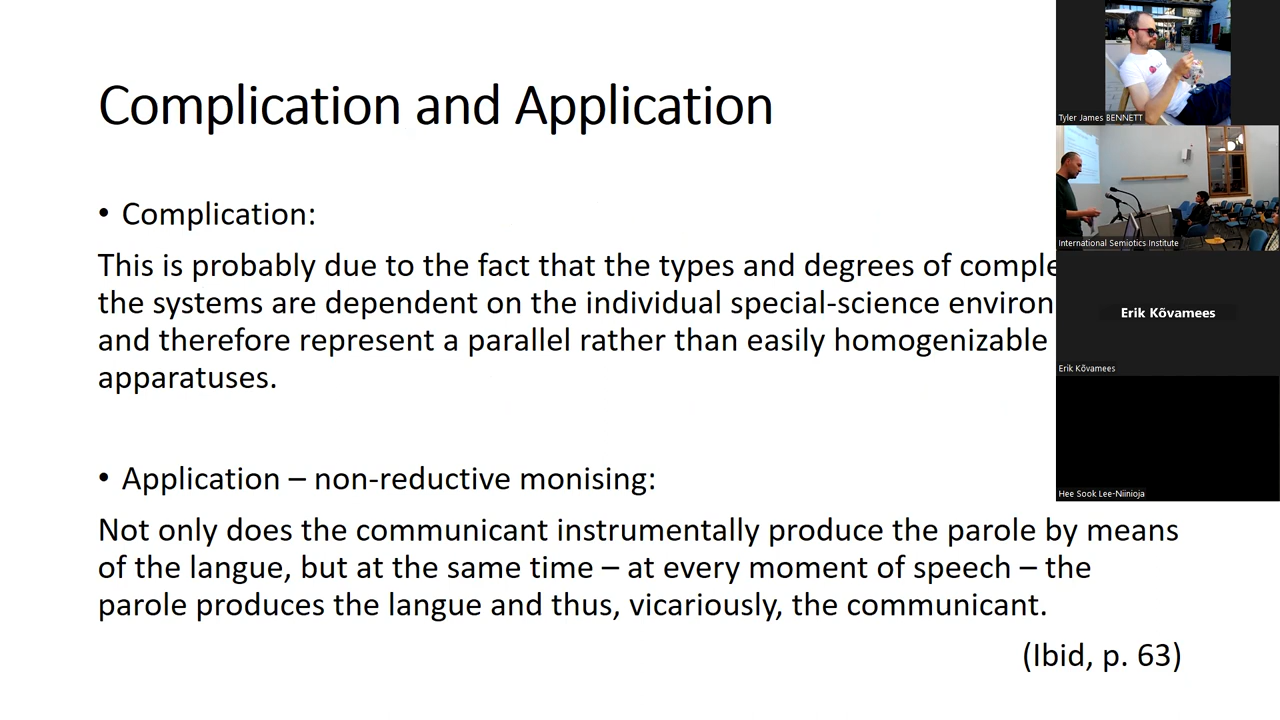 Complication and Application
• Complication:
This is probably due to the fact that the types and degrees of
the systems are dependent on the individual special-science
and therefore represent a parallel rather than easily homogenizable
apparatuses.
• Application – non-reductive monising:
Not only does the communicant instrumentally produce the parole by means
of the langue, but at the same time – at every moment of speech – the
parole produces the langue and thus, vicariously, the communicant.
(Ibid, p. 63)
Tyler James BENNETT
International Semiotics Institute
Erik Kõvamees
Erik Kõvamees
Hee Sook Lee-Niinioja